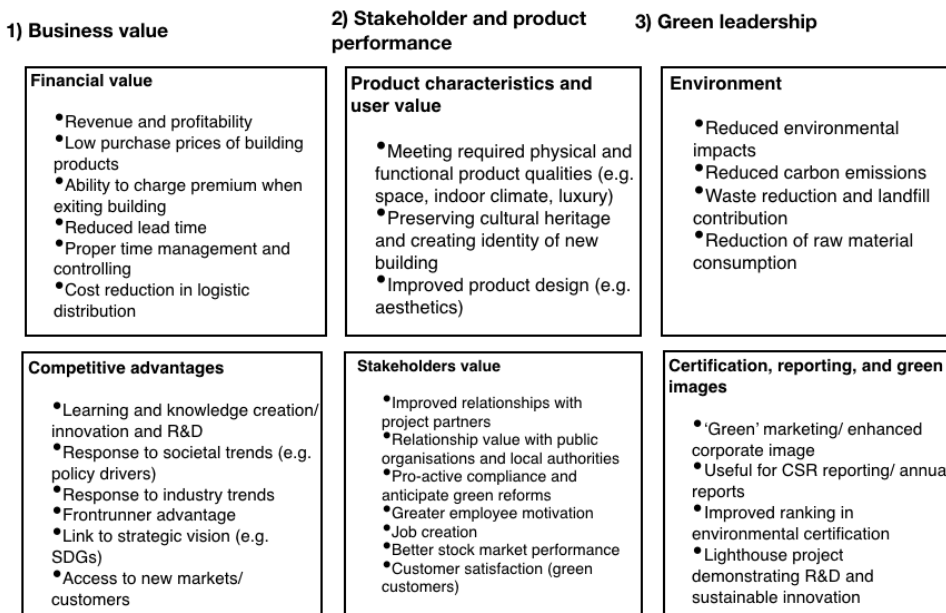 1) Business value
Financial value
•Revenue and profitability
•Low purchase prices of building
products
•Ability to charge premium when
exiting building
•Reduced lead time
•Proper time management and
controlling
•Cost reduction in logistic
distribution
Competitive advantages
•Learning and knowledge creation/
innovation and R&D
•Response to societal trends (e.g.
policy drivers)
•Response to industry trends
•Frontrunner advantage
•Link to strategic vision (e.g.
SDGs)
•Access to new markets/
customers
2) Stakeholder and product
performance
Product characteristics and
user value
•Meeting required physical and
functional product qualities (e.g.
space, indoor climate, luxury)
•Preserving cultural heritage
and creating identity of new
building
•Improved product design (e.g.
aesthetics)
Stakeholders value
•Improved relationships with
project partners
•Relationship value with public
organisations and local authorities
•Pro-active compliance and
anticipate green reforms
•Greater employee motivation
•Job creation
•Better stock market performance
•Customer satisfaction (green
customers)
3) Green leadership
Environment
•Reduced environmental
impacts
•Reduced carbon emissions
•Waste reduction and landfill
contribution
•Reduction of raw material
consumption
Certification, reporting, and green
images
•‘Green’ marketing/ enhanced
corporate image
•Useful for CSR reporting/ annua
reports
•Improved ranking in
environmental certification
•Lighthouse project
demonstrating R&D and
sustainable innovation